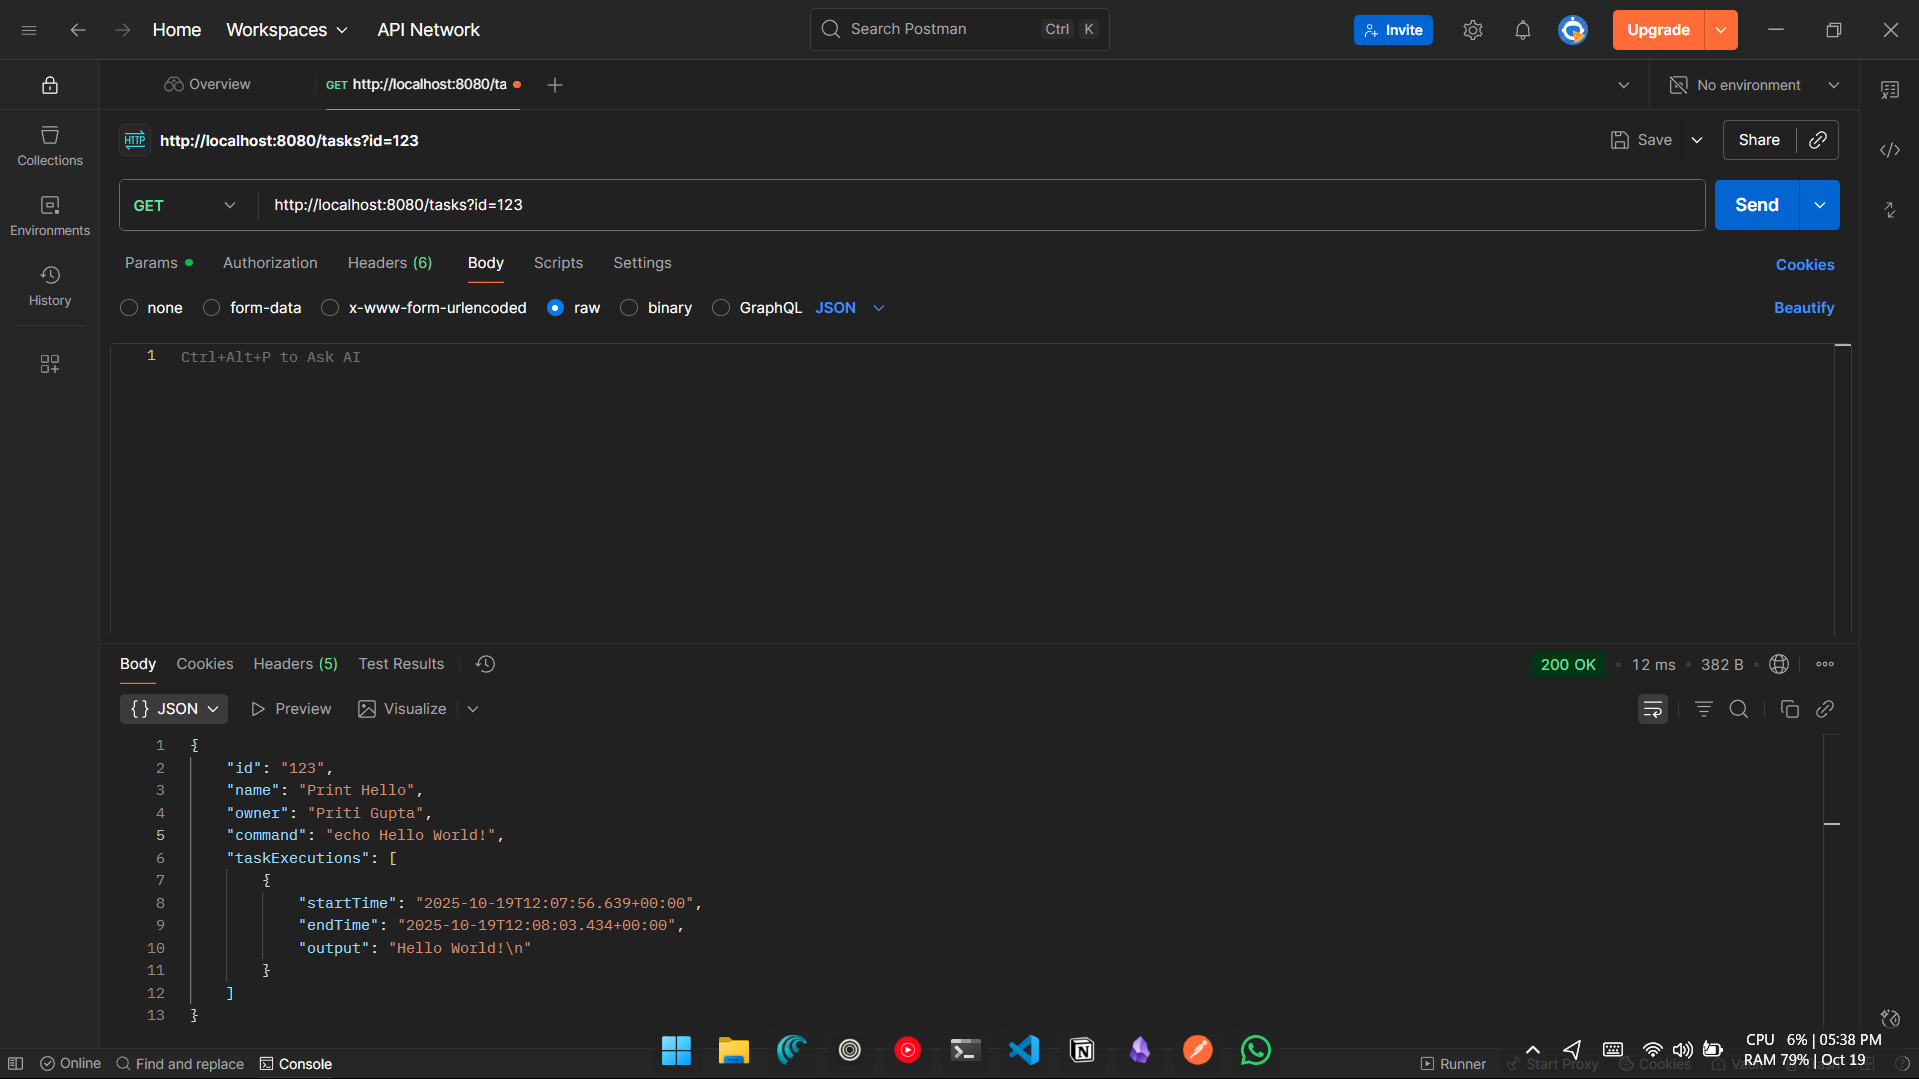 Home Workspaces API Network Search Postman Ctrl K Invite Upgrade
Overview GET http://localhost:8080/ta No environment
HTTP http://localhost:8080/tasks?id=123 Save Share
Collections
GET http://localhost:8080/tasks?id=123 Send
Environments
Params Authorization Headers (6) Body Scripts Settings Cookies
History
none form-data x-www-form-urlencoded raw binary GraphQL JSON Beautify
1 Ctrl+Alt+P to Ask AI
Body Cookies Headers (5) Test Results 200 OK 12 ms 382 B
{} JSON Preview Visualize
1 {
2 "id": "123",
3 "name": "Print Hello",
4 "owner": "Priti Gupta",
5 "command": "echo Hello World!",
6 "taskExecutions": [
7 {
8 "startTime": "2025-10-19T12:07:56.639+00:00",
9 "endTime": "2025-10-19T12:08:03.434+00:00",
10 "output": "Hello World!\n"
11 }
12 ]
13 }
CPU 6% | 05:38 PM
RAM 79% | Oct 19
Online Find and replace Console Runner Start Proxy Cookies